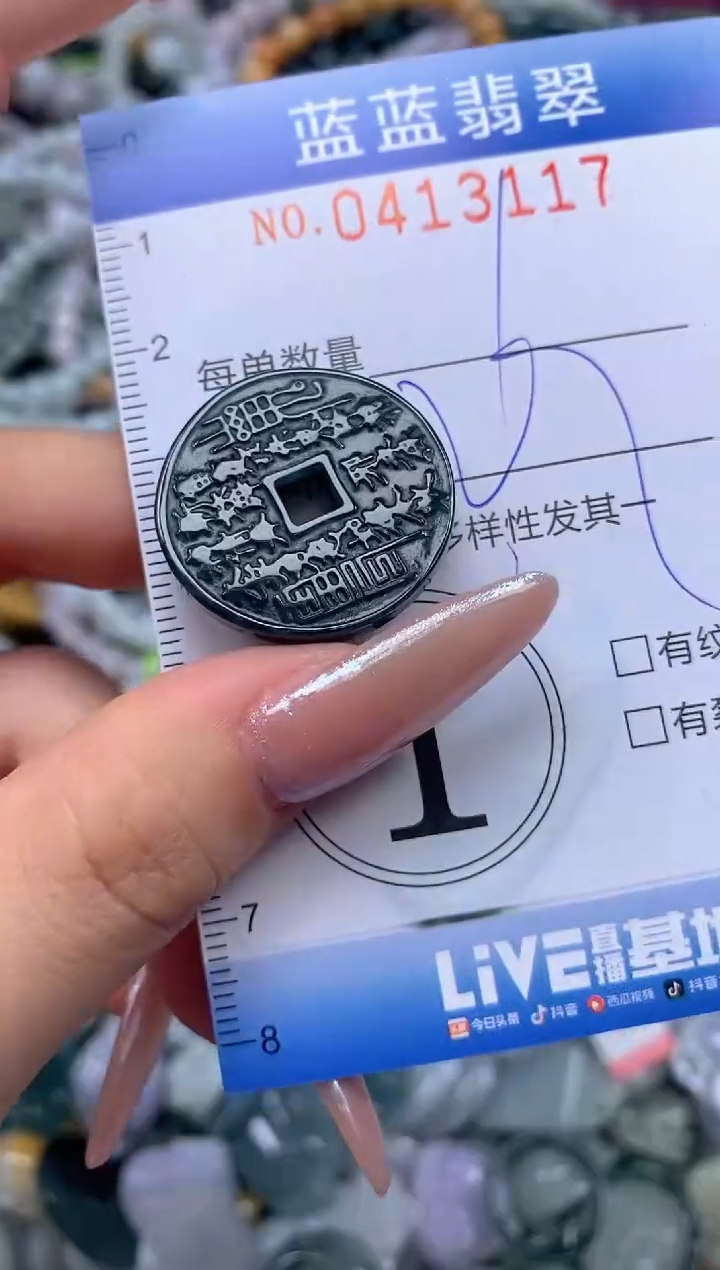 蓝蓝翡翠
NO.0413117
0
1
2
每单数量
多样性发其一
有纹
有裂
1
7
LiVE直播基地
今日头条 抖音 西瓜视频 抖音
8